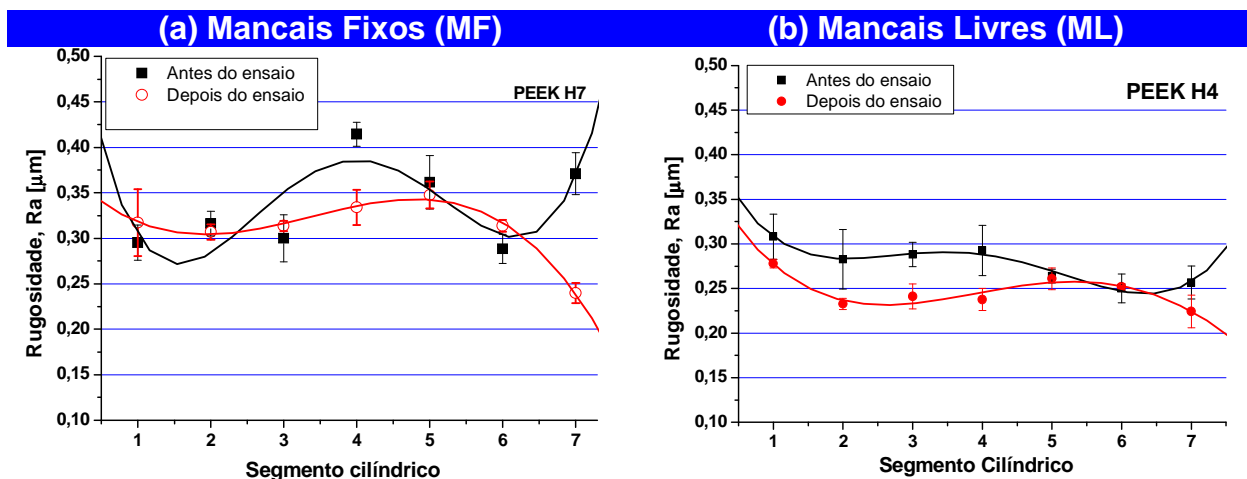 (a) Mancais Fixos (MF)
0,50
0,45
0,40
0,35
0,30
0,25
0,20
0,15
0,10
Rugosidade, Ra [μm]
Antes do ensaio
Depois do ensaio
PEEK H7
1 2 3 4 5 6 7
Segmento cilíndrico
(b) Mancais Livres (ML)
0,50
0,45
0,40
0,35
0,30
0,25
0,20
0,15
0,10
Rugosidade, Ra [μm]
Antes do ensaio
Depois do ensaio
PEEK H4
1 2 3 4 5 6 7
Segmento Cilíndrico